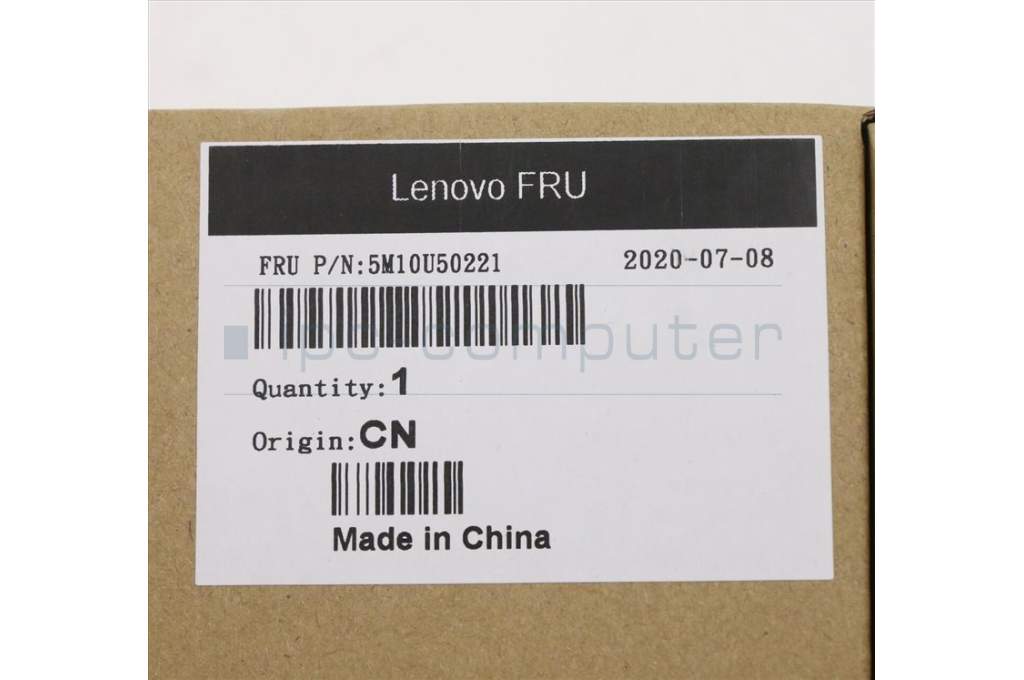 Lenovo FRU
FRU P/N:5M10U50221 2020-07-08
ipc computer
Quantity:1
Origin:CN
Made in China